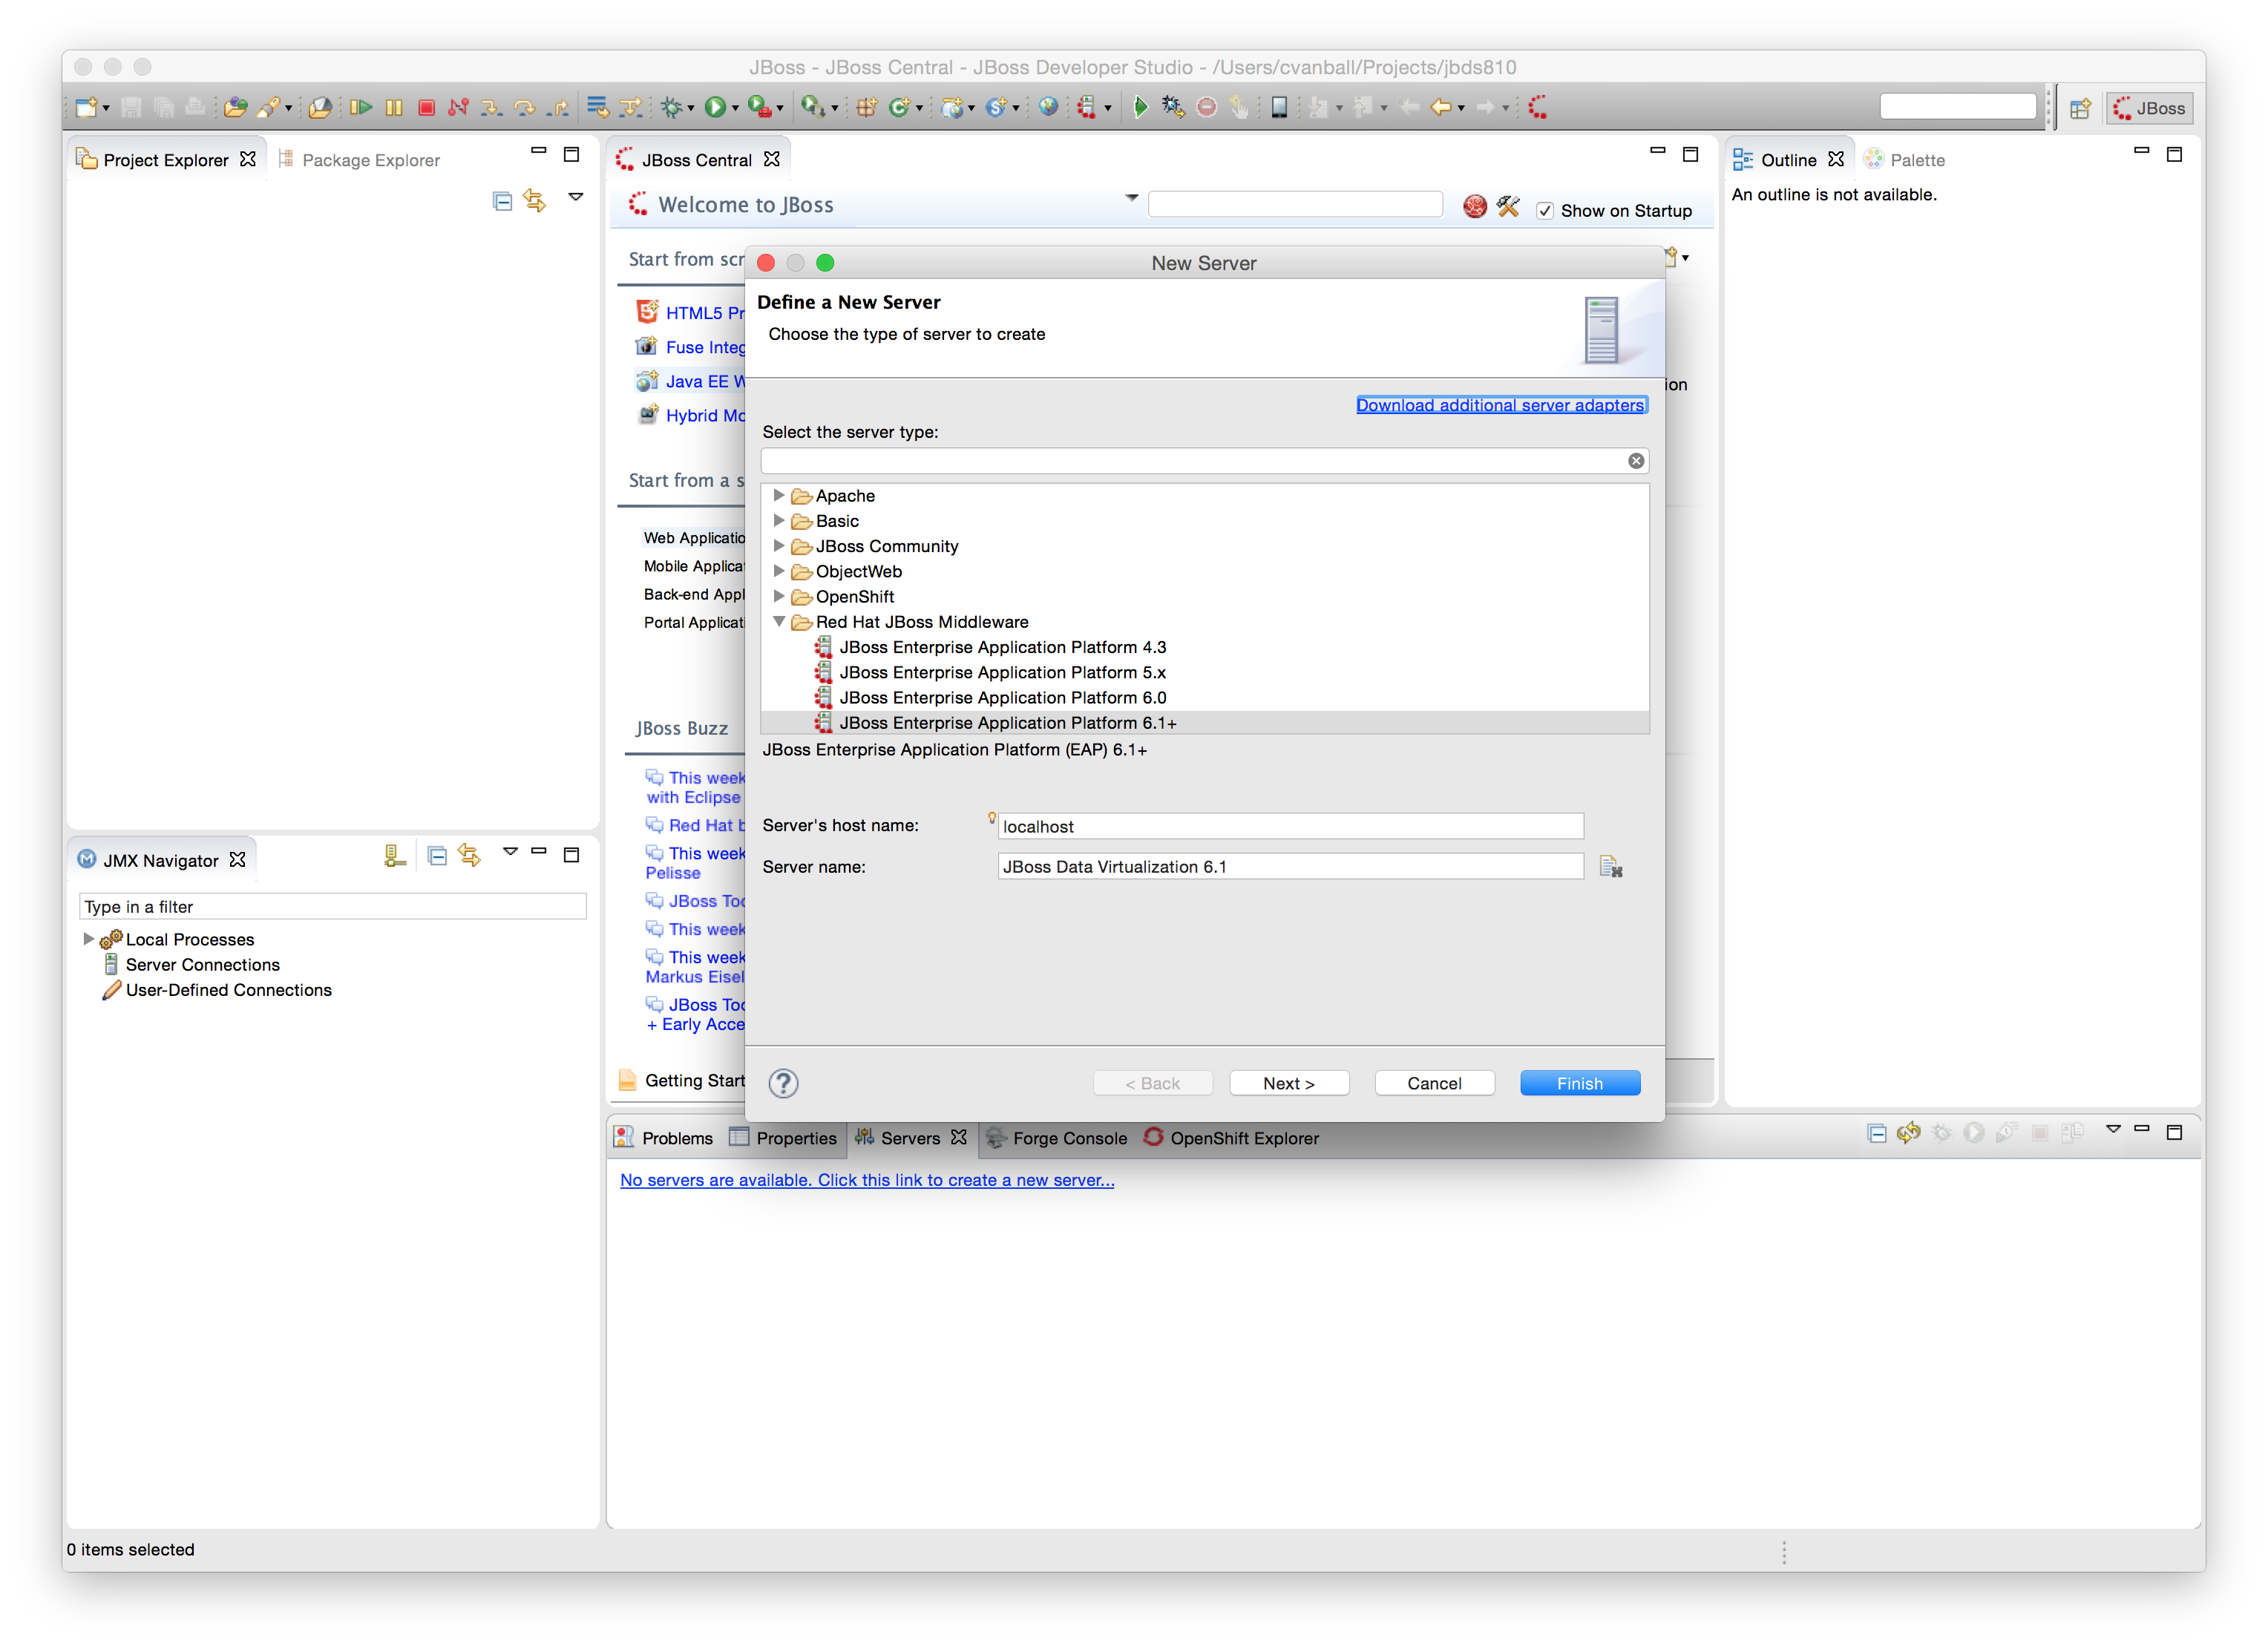 JBoss - JBoss Central - JBoss Developer Studio - /Users/cvanball/Projects/jbds810
JBoss
Project Explorer
Package Explorer
JBoss Central
Outline
Palette
Welcome to JBoss
Show on Startup
An outline is not available.
Start from scr
HTML5 Pr
Fuse Integ
Java EE W
Hybrid Mo
ion
Start from a s
Web Applicatio
Mobile Applica
Back-end Appl
Portal Applicati
JBoss Buzz
This week
with Eclipse
Red Hat b
This week
Pelisse
JBoss Too
This week
This week
Markus Eisel
JBoss Too
+ Early Acce
Getting Start
New Server
Define a New Server
Choose the type of server to create
Download additional server adapters
Select the server type:
Apache
Basic
JBoss Community
ObjectWeb
OpenShift
Red Hat JBoss Middleware
JBoss Enterprise Application Platform 4.3
JBoss Enterprise Application Platform 5.x
JBoss Enterprise Application Platform 6.0
JBoss Enterprise Application Platform 6.1+
JBoss Enterprise Application Platform (EAP) 6.1+
Server's host name:
localhost
Server name:
JBoss Data Virtualization 6.1
< Back
Next >
Cancel
Finish
JMX Navigator
Type in a filter
Local Processes
Server Connections
User-Defined Connections
Problems
Properties
Servers
Forge Console
OpenShift Explorer
No servers are available. Click this link to create a new server...
0 items selected